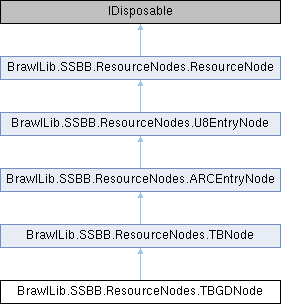 IDisposable
BrawlLib.SSBB.ResourceNodes.ResourceNode
BrawlLib.SSBB.ResourceNodes.U8EntryNode
BrawlLib.SSBB.ResourceNodes.ARCEntryNode
BrawlLib.SSBB.ResourceNodes.TBNode
BrawlLib.SSBB.ResourceNodes.TBGDNode